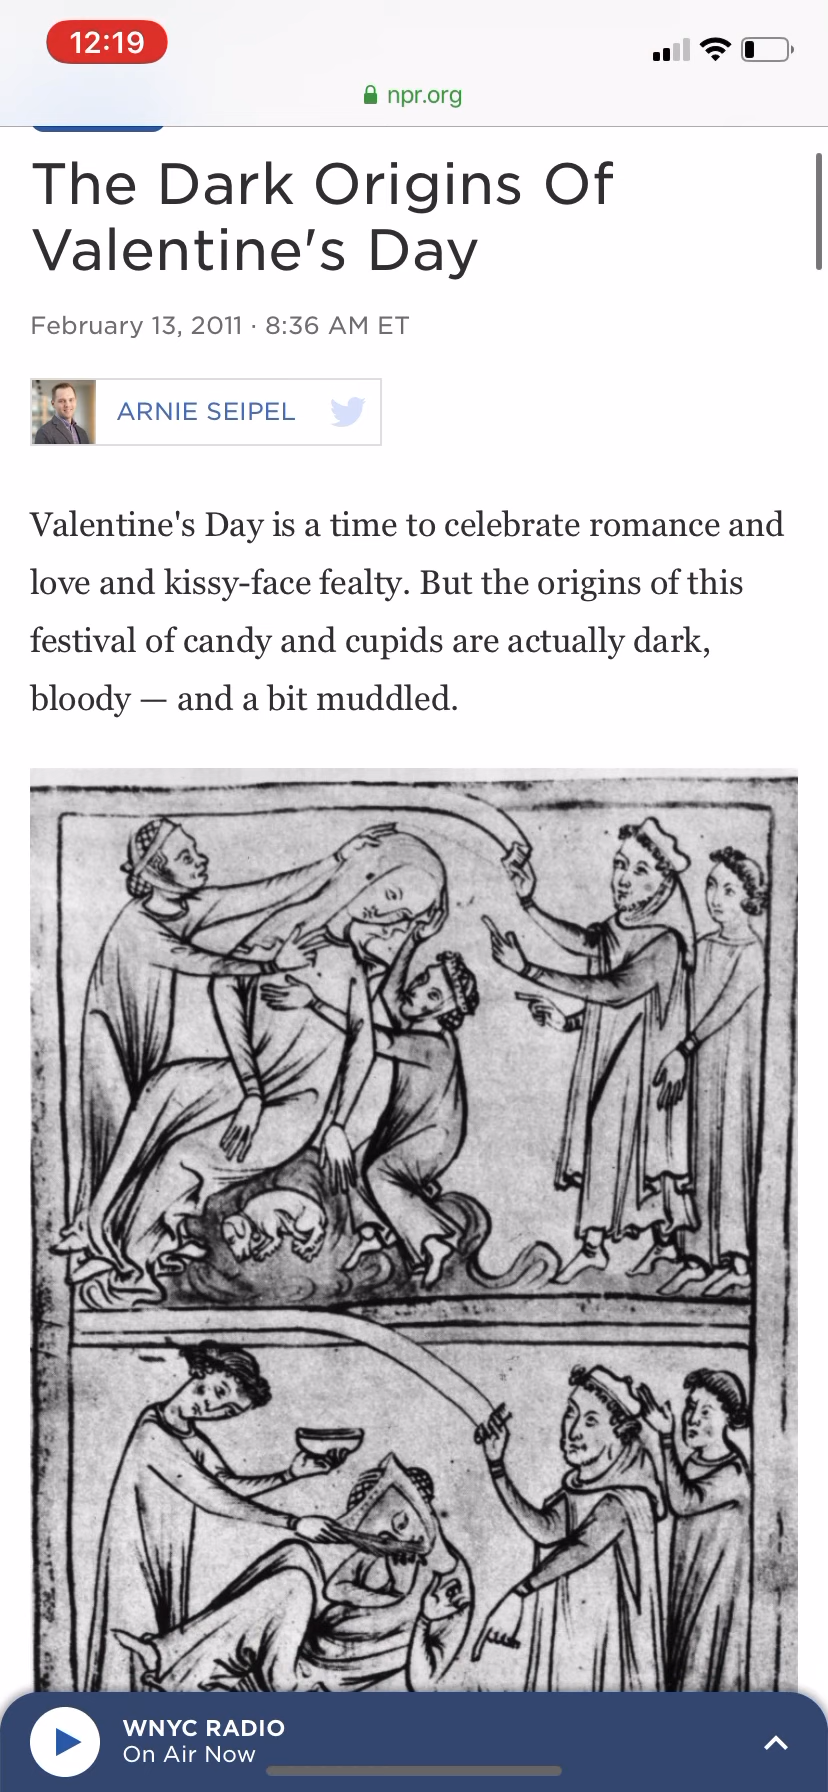 12:19
npr.org
The Dark Origins Of
Valentine's Day
February 13, 2011 · 8:36 AM ET
ARNIE SEIPEL
Valentine's Day is a time to celebrate romance and
love and kissy-face fealty. But the origins of this
festival of candy and cupids are actually dark,
bloody — and a bit muddled.
WNYC RADIO
On Air Now